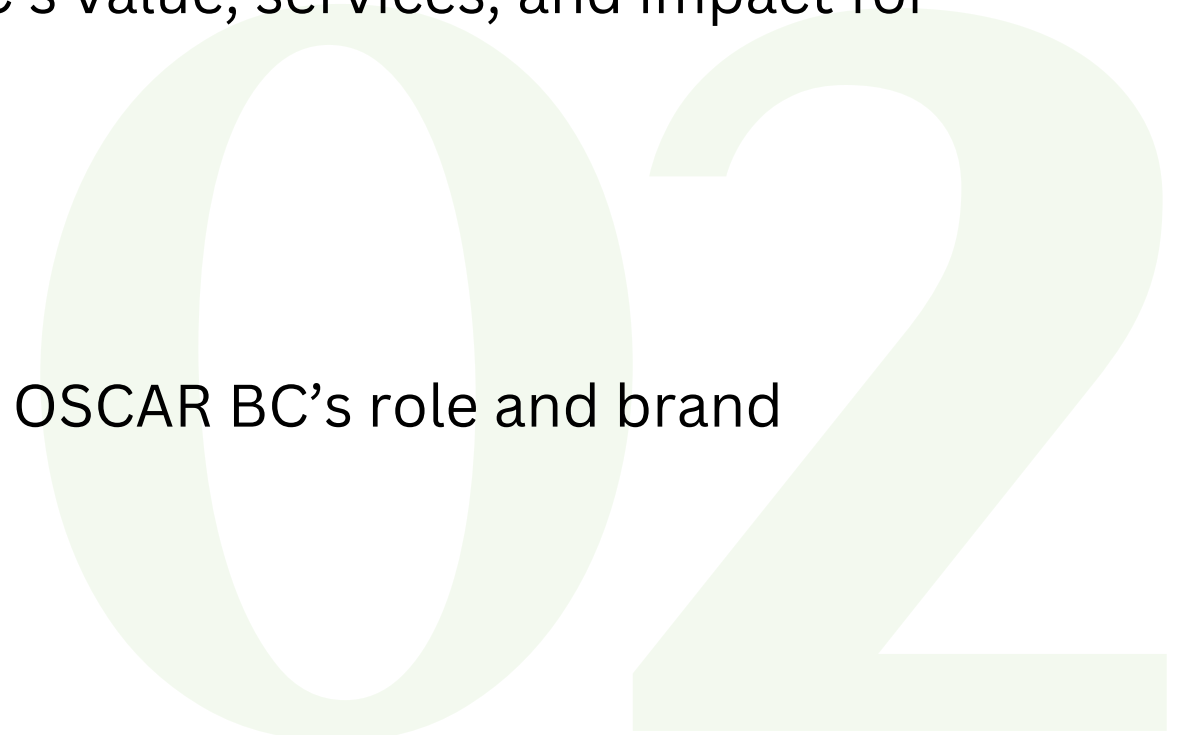 's value, services, and impact for
OSCAR BC’s role and brand
02